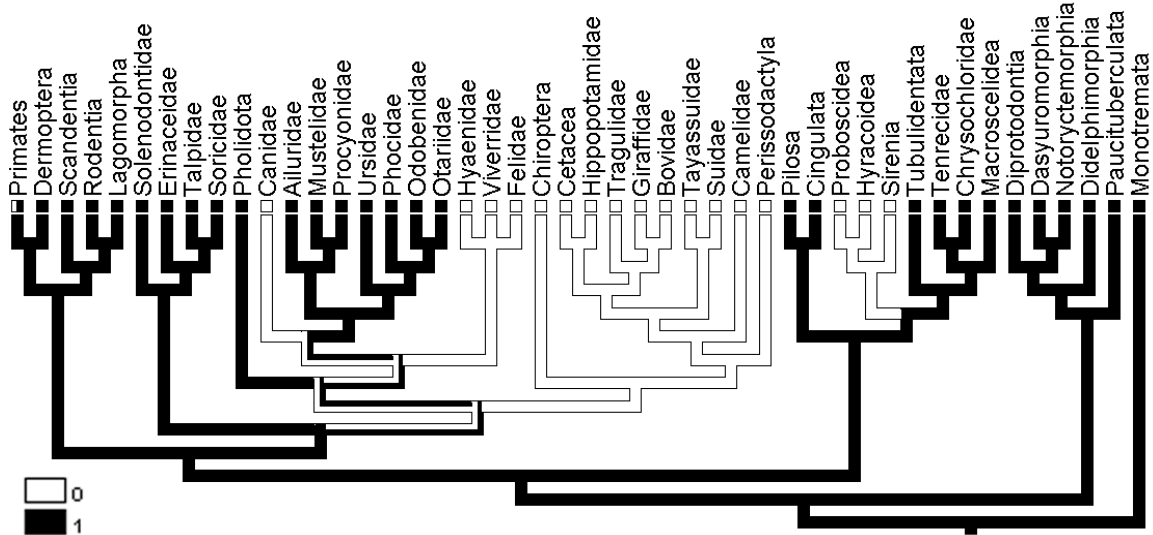 Primates
Dermoptera
Scandentia
Rodentia
Lagomorpha
Solenodontidae
Erinaceidae
Talpidae
Soricidae
Pholidota
Canidae
Ailuridae
Mustelidae
Procyonidae
Ursidae
Phocidae
Odobenidae
Otariidae
Hyaenidae
Viverridae
Felidae
Chiroptera
Cetacea
Hippopotamidae
Tragulidae
Giraffidae
Bovidae
Tayassuidae
Suidae
Camelidae
Perissodactyla
Pilosa
Cingulata
Proboscidea
Hyracoidea
Sirenia
Tubulidentata
Tenrecidae
Chrysochloridae
Macroscelidea
Diprotodontia
Dasyuromorphia
Notoryctemorphia
Didelphimorphia
Paucituberculata
Monotremata
0
1